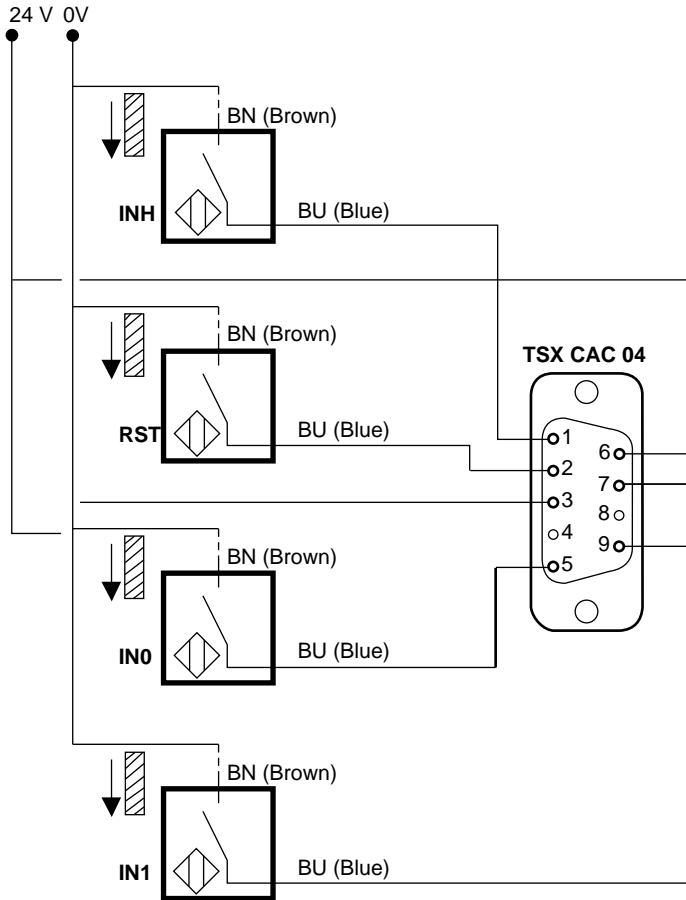 24 V 0V
BN (Brown)
INH
BU (Blue)
BN (Brown)
RST
BU (Blue)
TSX CAC 04
1
6
2
7
3
8
4
9
5
BN (Brown)
IN0
BU (Blue)
BN (Brown)
IN1
BU (Blue)